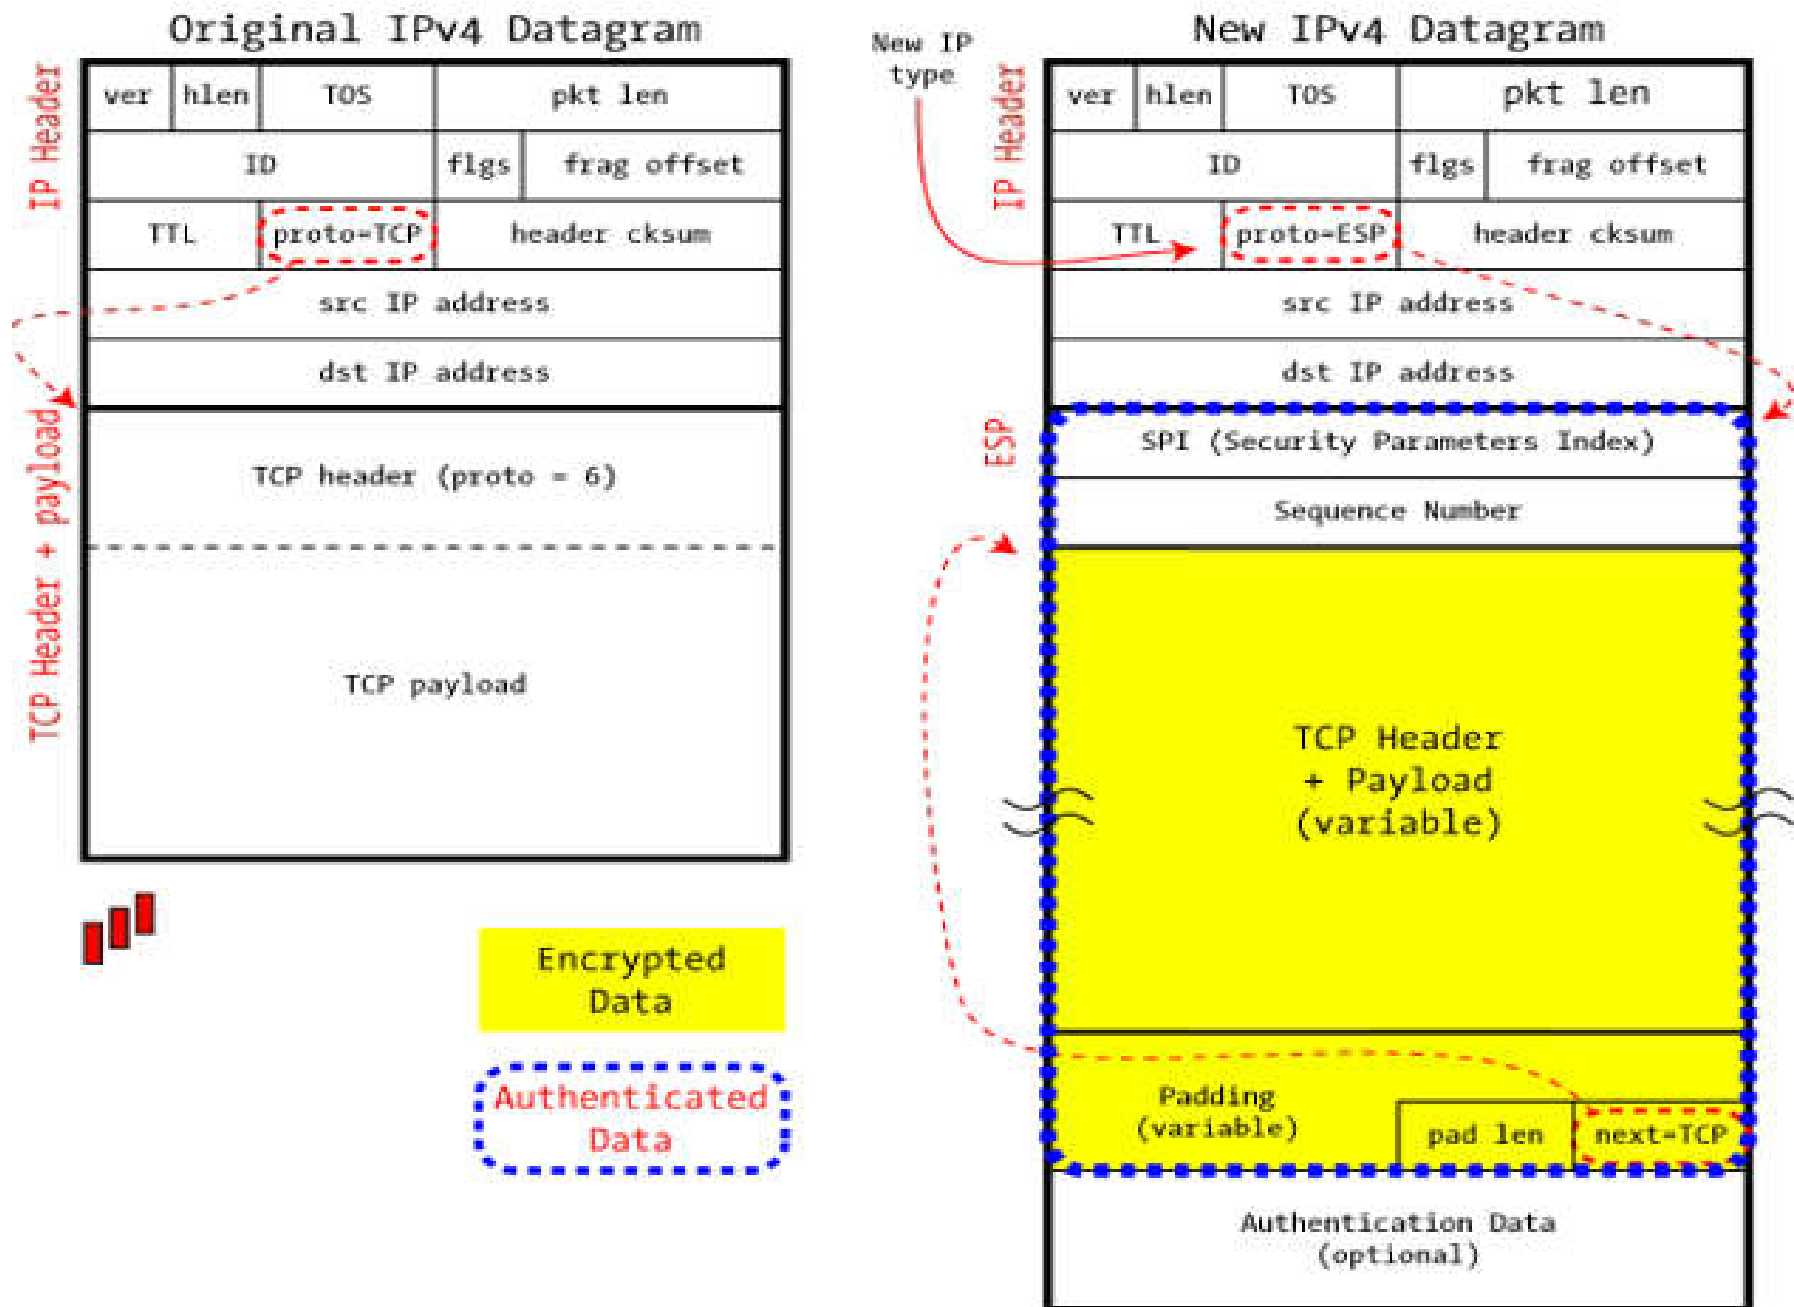 Original IPv4 Datagram
IP Header
ver hlen TOS pkt len
ID flgs frag offset
TTL proto=TCP header cksum
src IP address
dst IP address
TCP Header + payload
TCP header (proto = 6)
TCP payload
Encrypted
Data
Authenticated
Data
New IPv4 Datagram
New IP
type
IP Header
ver hlen TOS pkt len
ID flgs frag offset
TTL proto=ESP header cksum
src IP address
dst IP address
ESP
SPI (Security Parameters Index)
Sequence Number
TCP Header
+ Payload
(variable)
Padding
(variable)
pad len next=TCP
Authentication Data
(optional)